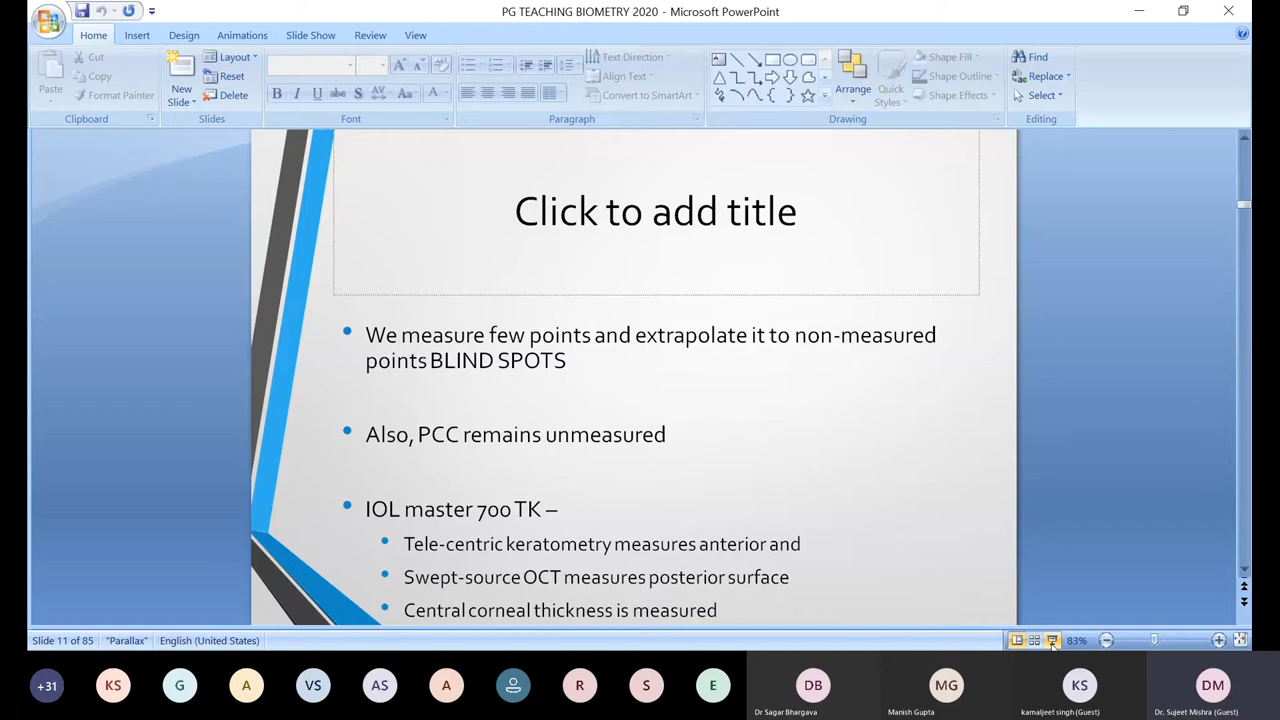 PG TEACHING BIOMETRY 2020 - Microsoft PowerPoint
Home Insert Design Animations Slide Show Review View
Paste
Cut
Copy
Format Painter
Clipboard
New Slide
Layout
Reset
Delete
Slides
B I U abc S AV Aa A
Font
Text Direction
Align Text
Convert to SmartArt
Paragraph
Arrange
Quick Styles
Shape Fill
Shape Outline
Shape Effects
Drawing
Find
Replace
Select
Editing
Click to add title
We measure few points and extrapolate it to non-measured
points BLIND SPOTS
Also, PCC remains unmeasured
IOL master 700 TK –
Tele-centric keratometry measures anterior and
Swept-source OCT measures posterior surface
Central corneal thickness is measured
Slide 11 of 85 "Parallax" English (United States) 83%
+31 KS G A VS AS A R S E DB MG KS DM
Dr Sagar Bhargava Manish Gupta kamaljeet singh (Guest) Dr. Sujeet Mishra (Guest)